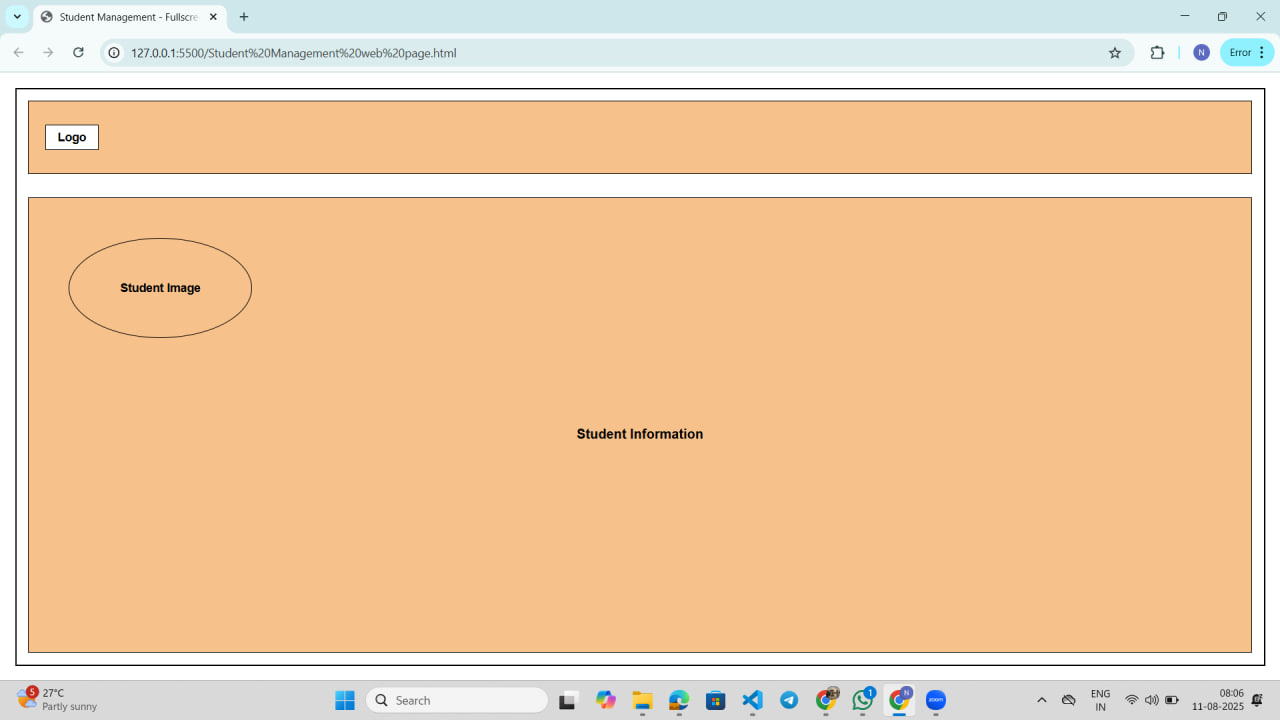 Student Management - Fullscre
127.0.0.1:5500/Student%20Management%20web%20page.html
N
Error
Logo
Student Image
Student Information
5
27°C
Partly sunny
Search
1
N
zoom
ENG
IN
08:06
11-08-2025